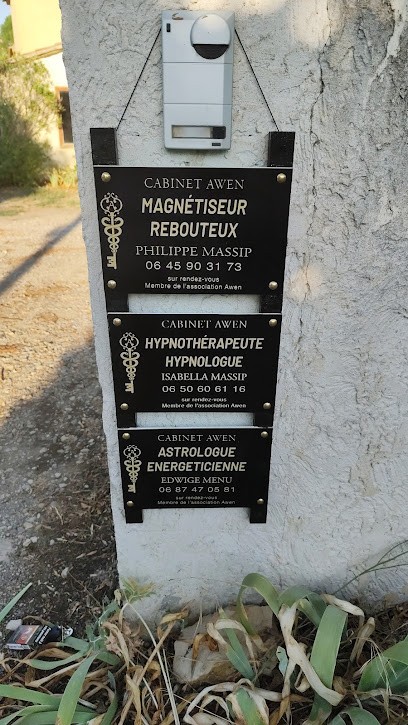 CABINET AWEN
MAGNÉTISEUR
REBOUTEUX
PHILIPPE MASSIP
06 45 90 31 73
sur rendez-vous
Membre de l'association Awen
CABINET AWEN
HYPNOTHÉRAPEUTE
HYPNOLOGUE
ISABELLA MASSIP
06 50 60 61 16
sur rendez-vous
Membre de l'association Awen
CABINET AWEN
ASTROLOGUE
ENERGETICIENNE
EDWIGE MENU
06 87 47 05 81
sur rendez-vous
Membre de l'association Awen